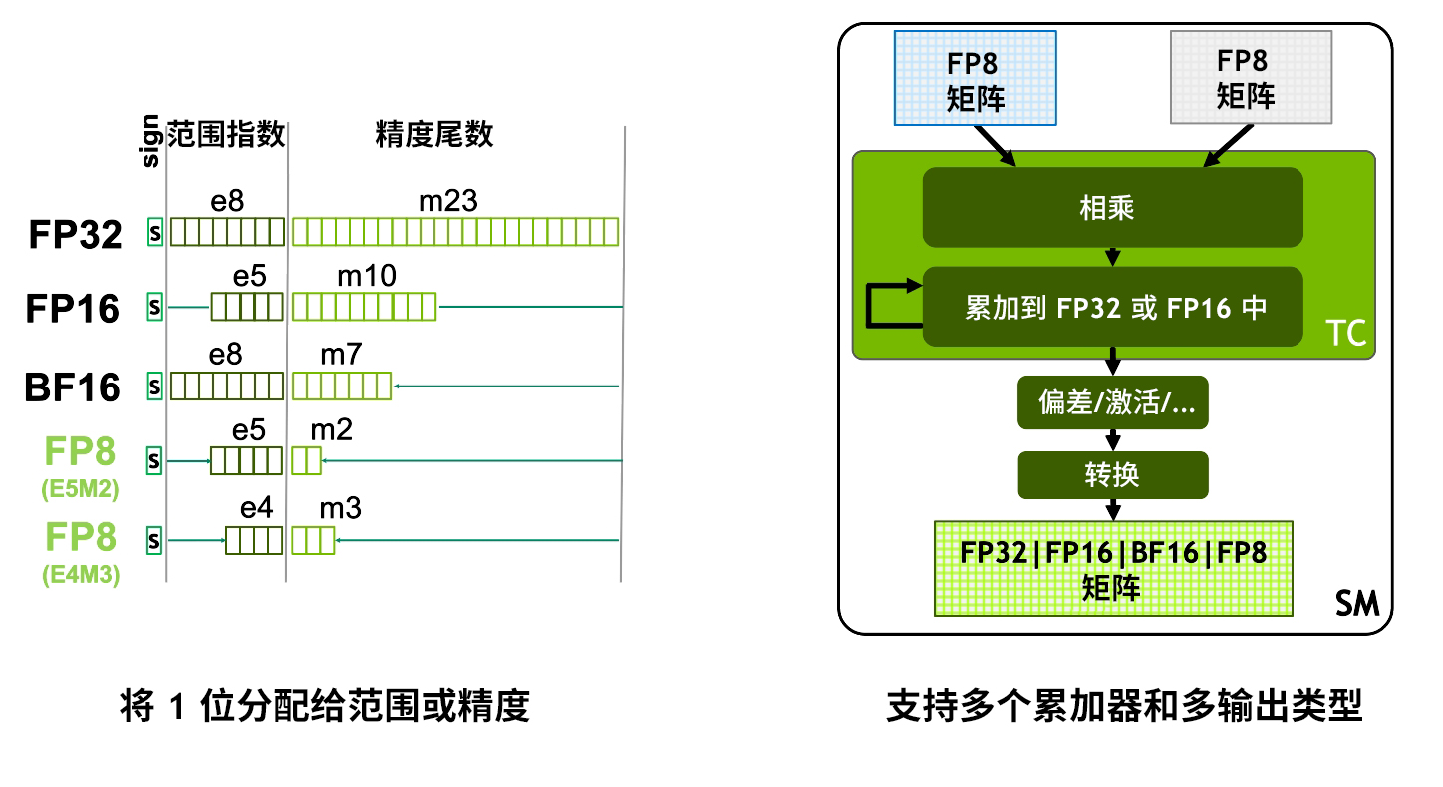 sign 范围指数 精度尾数
e8 m23
FP32 s
e5 m10
FP16 s
e8 m7
BF16 s
e5 m2
FP8 s
(E5M2)
e4 m3
FP8 s
(E4M3)
将 1 位分配给范围或精度
FP8
矩阵
FP8
矩阵
相乘
累加到 FP32 或 FP16 中
TC
偏差/激活/...
转换
FP32|FP16|BF16|FP8
矩阵
SM
支持多个累加器和多输出类型